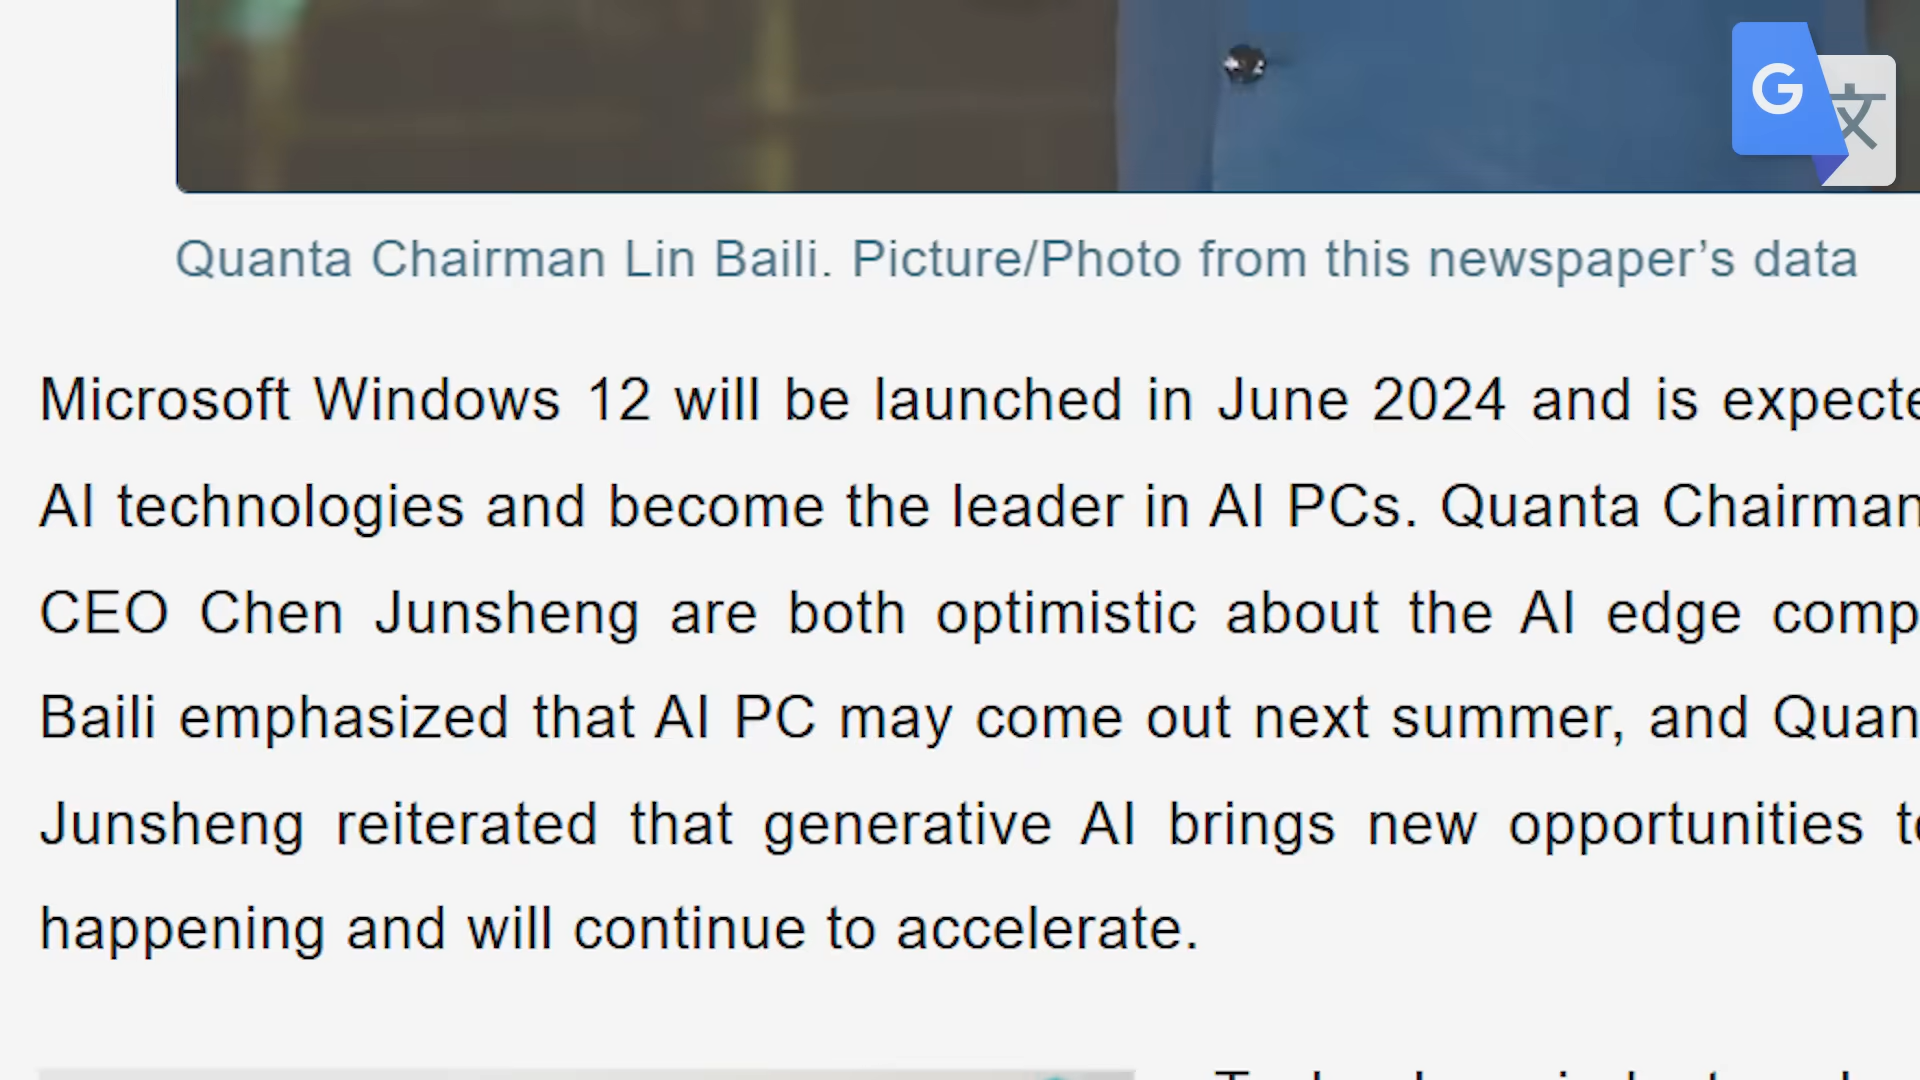 G 文
Quanta Chairman Lin Baili. Picture/Photo from this newspaper’s data
Microsoft Windows 12 will be launched in June 2024 and is
AI technologies and become the leader in AI PCs. Quanta Chairman
CEO Chen Junsheng are both optimistic about the AI edge
Baili emphasized that AI PC may come out next summer, and
Junsheng reiterated that generative AI brings new opportunities
happening and will continue to accelerate.